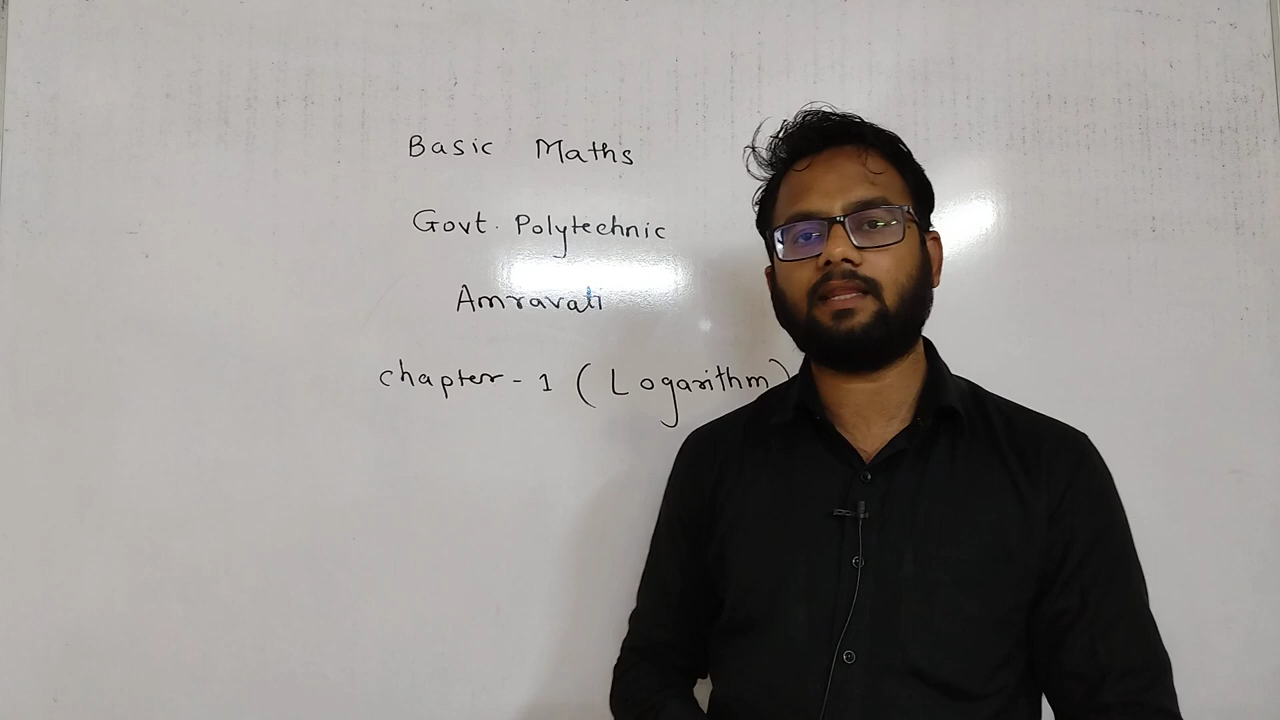 Basic Maths
Govt. Polytechnic
Amravati
chapter - 1 (Logarithm)